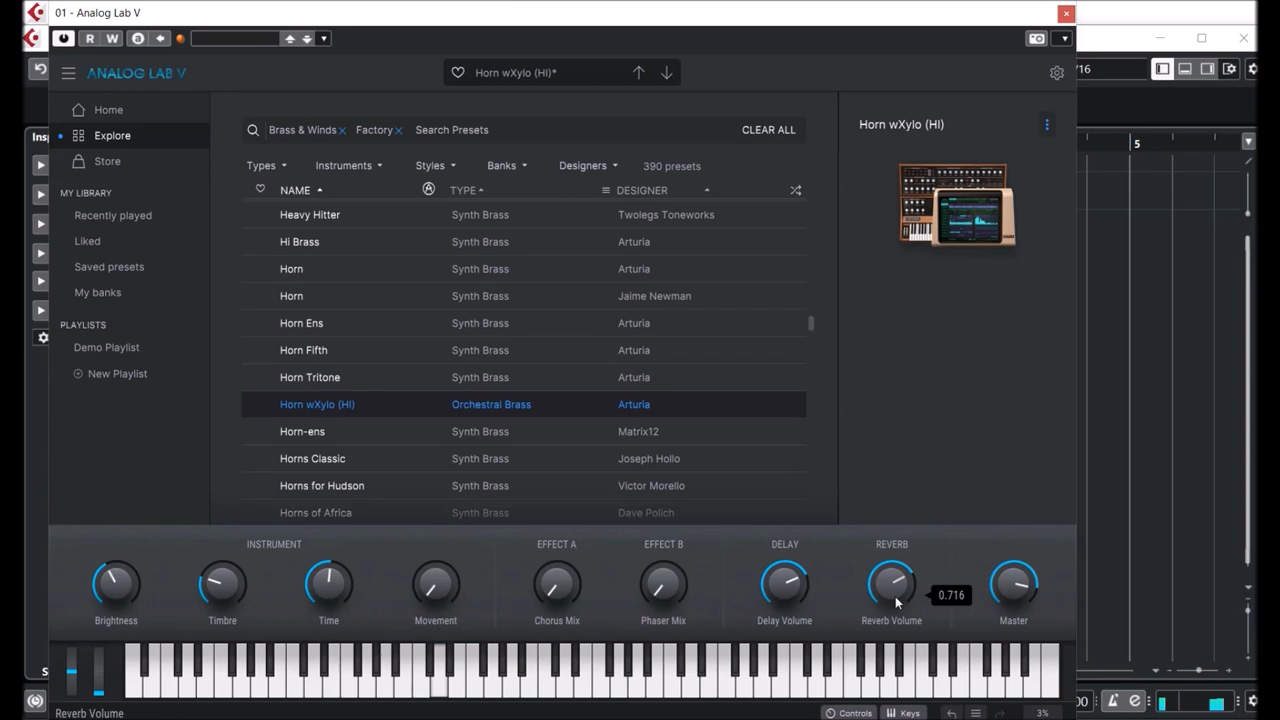 01 - Analog Lab V
R W
/16
ANALOG LAB V
Horn wXylo (HI)*
Home
Explore
Store
MY LIBRARY
Recently played
Liked
Saved presets
My banks
PLAYLISTS
Demo Playlist
New Playlist
Brass & Winds Factory Search Presets CLEAR ALL
Types Instruments Styles Banks Designers 390 presets
NAME TYPE DESIGNER
Heavy Hitter Synth Brass Twolegs Toneworks
Hi Brass Synth Brass Arturia
Horn Synth Brass Arturia
Horn Synth Brass Jaime Newman
Horn Ens Synth Brass Arturia
Horn Fifth Synth Brass Arturia
Horn Tritone Synth Brass Arturia
Horn wXylo (HI) Orchestral Brass Arturia
Horn-ens Synth Brass Matrix12
Horns Classic Synth Brass Joseph Hollo
Horns for Hudson Synth Brass Victor Morello
Horns of Africa Synth Brass Dave Polich
Horn wXylo (HI)
5
INSTRUMENT EFFECT A EFFECT B DELAY REVERB
0.716
Brightness Timbre Time Movement Chorus Mix Phaser Mix Delay Volume Reverb Volume Master
Reverb Volume Controls Keys 3%